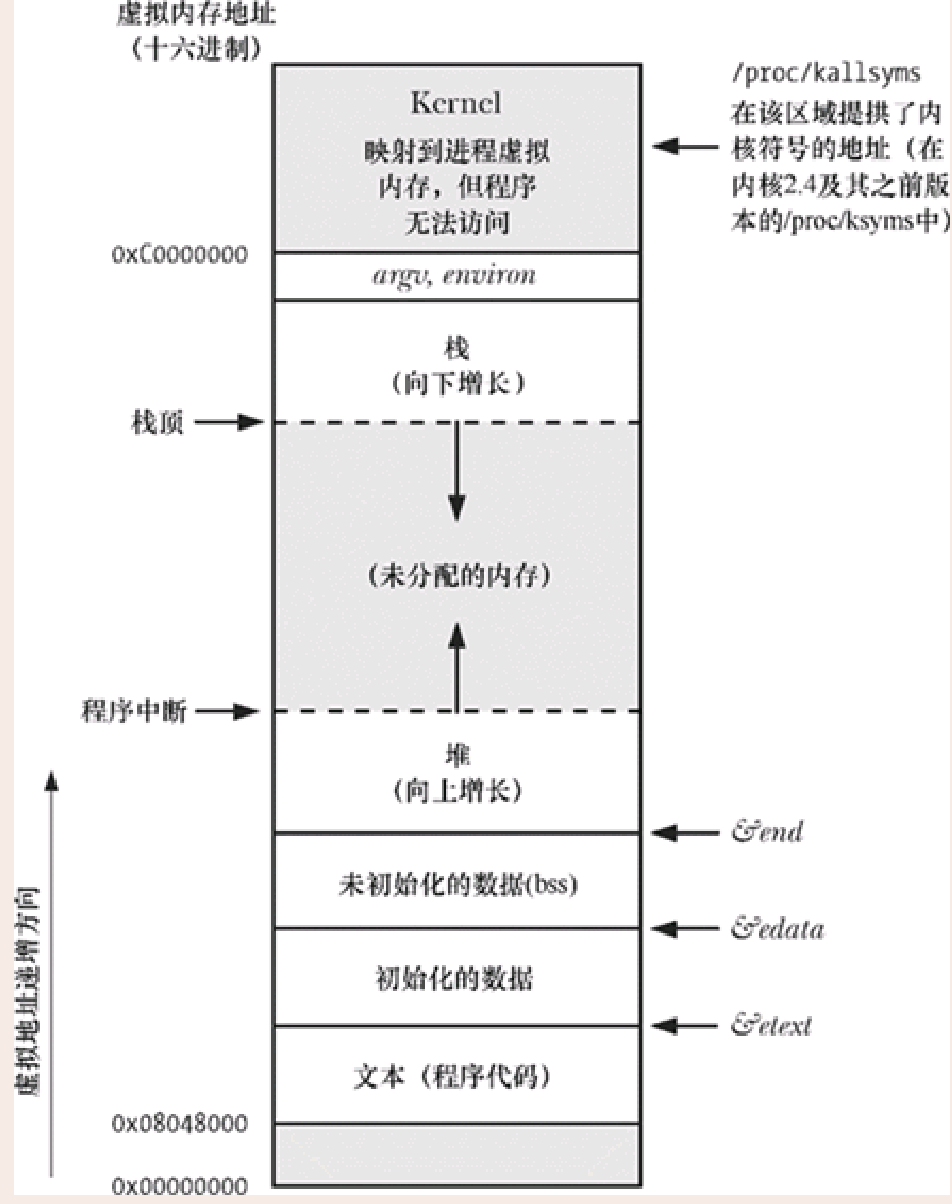 虚拟内存地址
（十六进制）
Kernel
映射到进程虚拟
内存，但程序
无法访问
/proc/kallsyms
在该区域提拱了内
核符号的地址（在
内核2.4及其之前版
本的/proc/ksyms中）
0xC0000000
argv, environ
栈
（向下增长）
栈顶
（未分配的内存）
程序中断
堆
（向上增长）
&end
未初始化的数据(bss)
&edata
初始化的数据
&etext
文本（程序代码）
0x08048000
0x00000000
虚拟地址递增方向